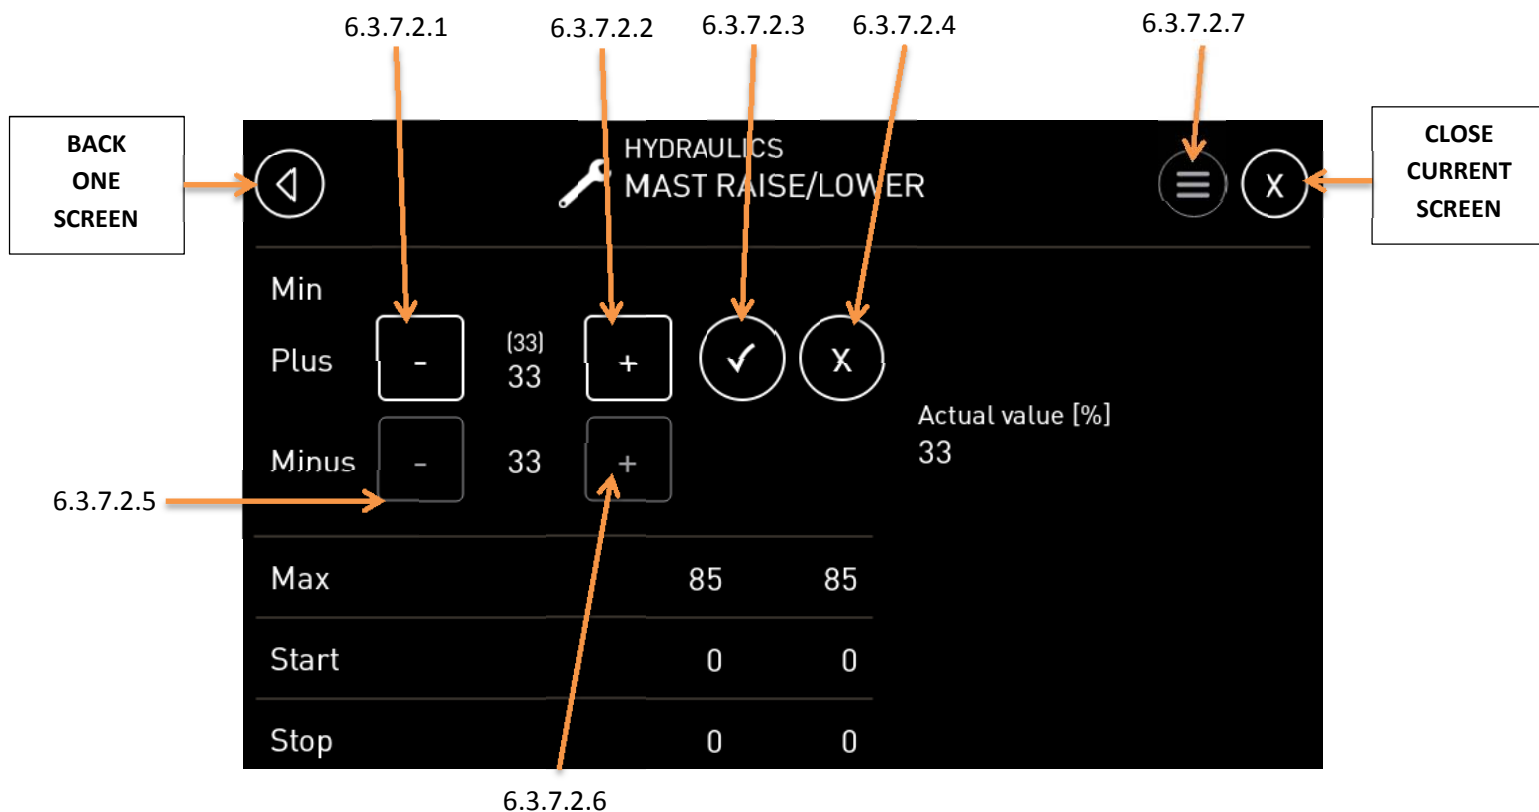 6.3.7.2.1
6.3.7.2.2
6.3.7.2.3
6.3.7.2.4
6.3.7.2.7
BACK
ONE
SCREEN
HYDRAULICS
MAST RAISE/LOWER
X
CLOSE
CURRENT
SCREEN
Min
Plus - (33) + X
33
Actual value [%]
33
Minus - 33 +
6.3.7.2.5
Max 85 85
Start 0 0
Stop 0 0
6.3.7.2.6